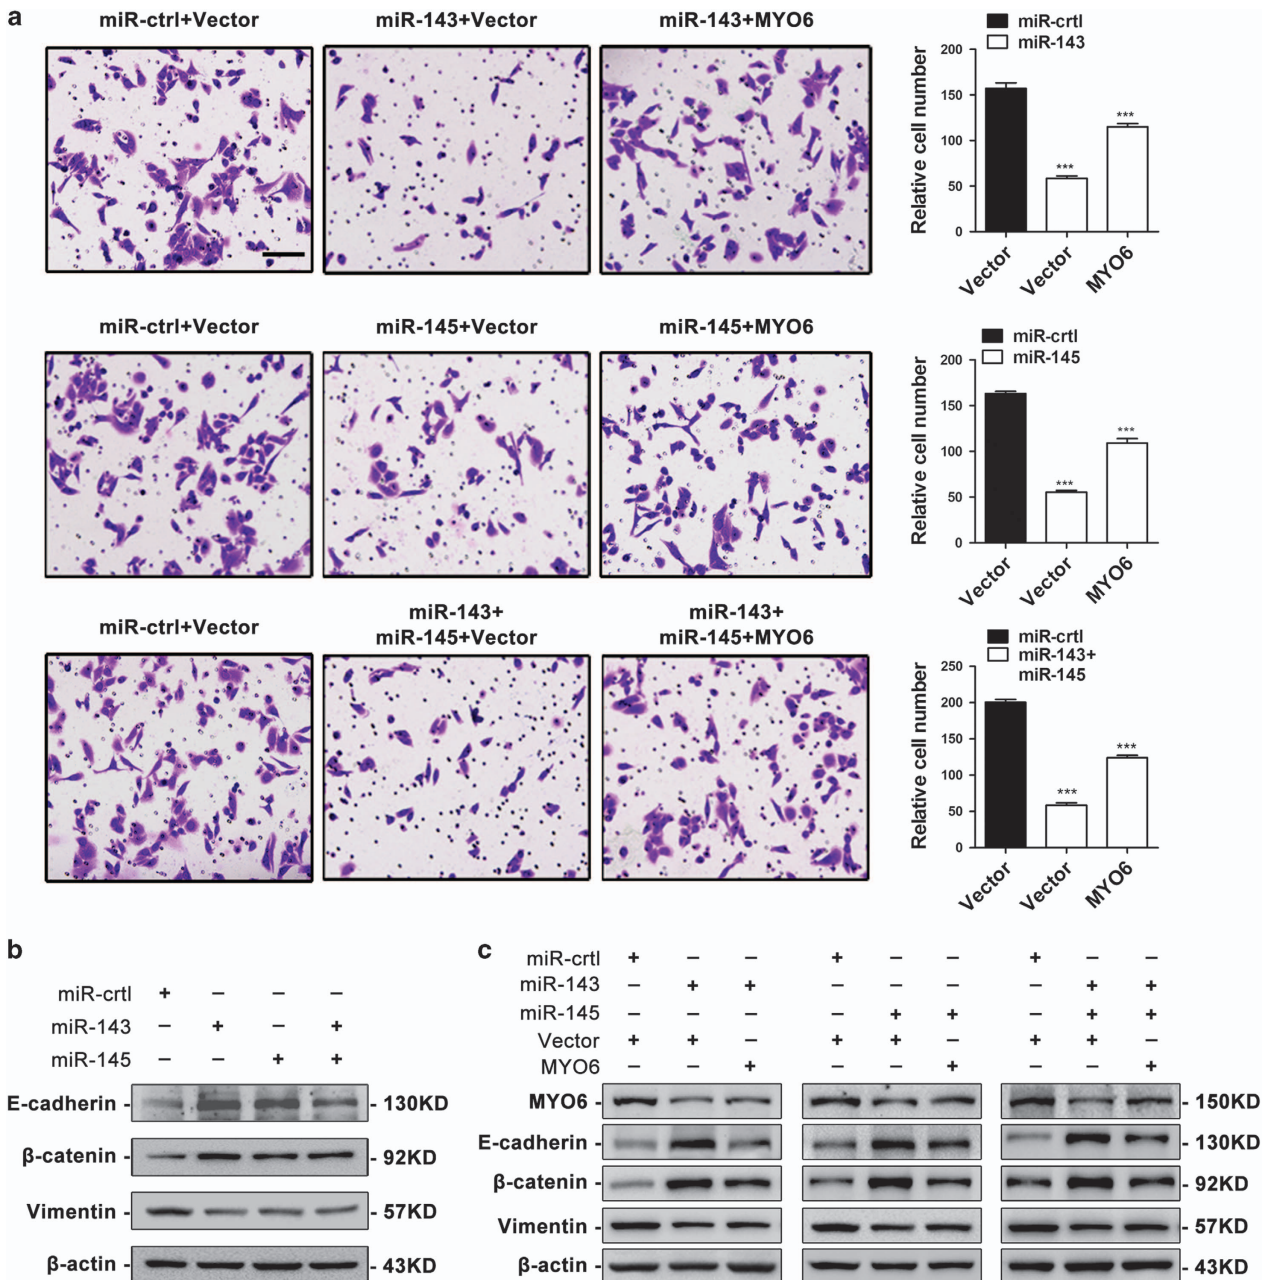 a
miR-ctrl+Vector
miR-143+Vector
miR-143+MYO6
miR-crtl
miR-143
Relative cell number
200
150
100
50
0
***
***
Vector
Vector
MYO6
miR-ctrl+Vector
miR-145+Vector
miR-145+MYO6
miR-crtl
miR-145
Relative cell number
200
150
100
50
0
***
***
Vector
Vector
MYO6
miR-ctrl+Vector
miR-143+
miR-145+Vector
miR-143+
miR-145+MYO6
miR-crtl
miR-143+
miR-145
Relative cell number
250
200
150
100
50
0
***
***
Vector
Vector
MYO6
b
miR-crtl + – – –
miR-143 – + – +
miR-145 – – + +
E-cadherin - - 130KD
β-catenin - - 92KD
Vimentin - - 57KD
β-actin - - 43KD
c
miR-crtl + – – + – – + – –
miR-143 – + + – – – – + +
miR-145 – – – – + + – + +
Vector + + – + + – + + –
MYO6 – – + – – + – – +
MYO6 - - 150KD
E-cadherin - - 130KD
β-catenin - - 92KD
Vimentin - - 57KD
β-actin - - 43KD